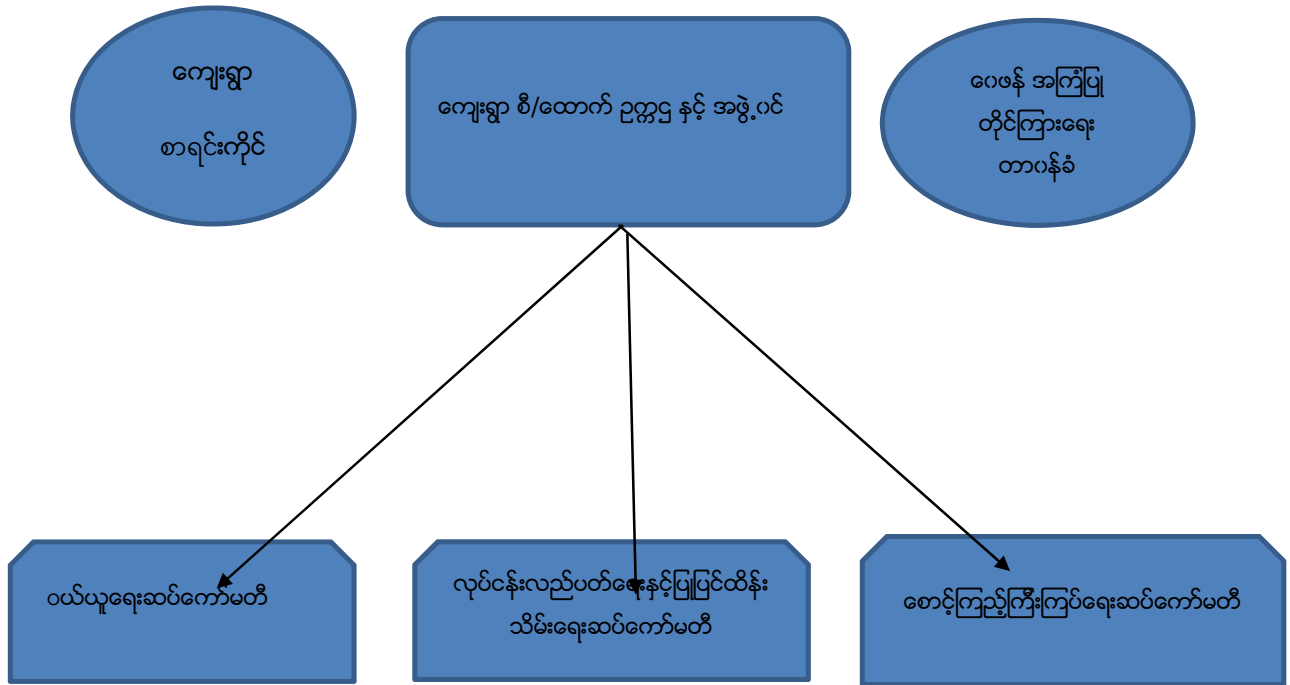 ကျေးရွာ
စာရင်းကိုင်
ကျေးရွာ စီ/ထောက် ဥက္ကဌ နှင့် အဖွဲ့ဝင်
ဝေဖန် အကြံပြု
တိုင်ကြားရေး
တာဝန်ခံ
ဝယ်ယူရေးဆပ်ကော်မတီ
လုပ်ငန်းလည်ပတ်ရေးနှင့်ပြုပြင်ထိန်း
သိမ်းရေးဆပ်ကော်မတီ
စောင့်ကြည့်ကြီးကြပ်ရေးဆပ်ကော်မတီ